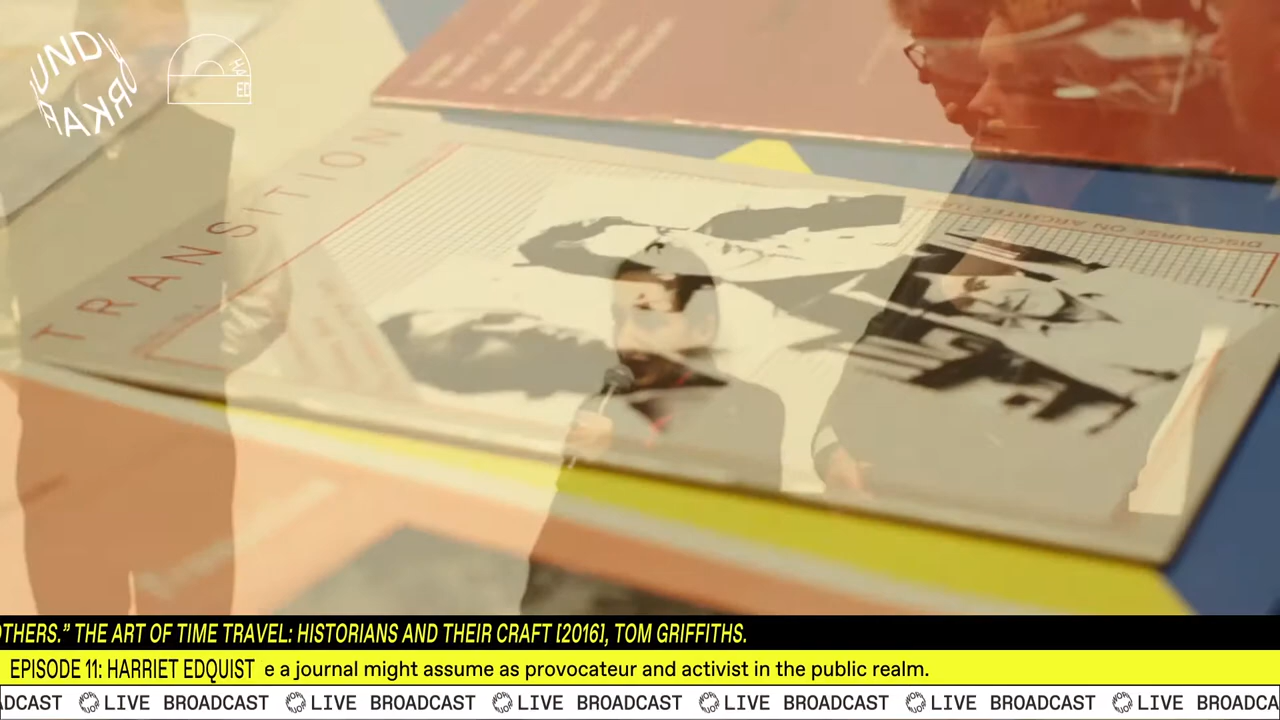 TRANSITION
DISCOURSE ON ARCHITECTURE
OTHERS.” THE ART OF TIME TRAVEL: HISTORIANS AND THEIR CRAFT [2016], TOM GRIFFITHS.
EPISODE 11: HARRIET EDQUIST e a journal might assume as provocateur and activist in the public realm.
ADCAST LIVE BROADCAST LIVE BROADCAST LIVE BROADCAST LIVE BROADCAST LIVE BROADCAST LIVE BROADCA